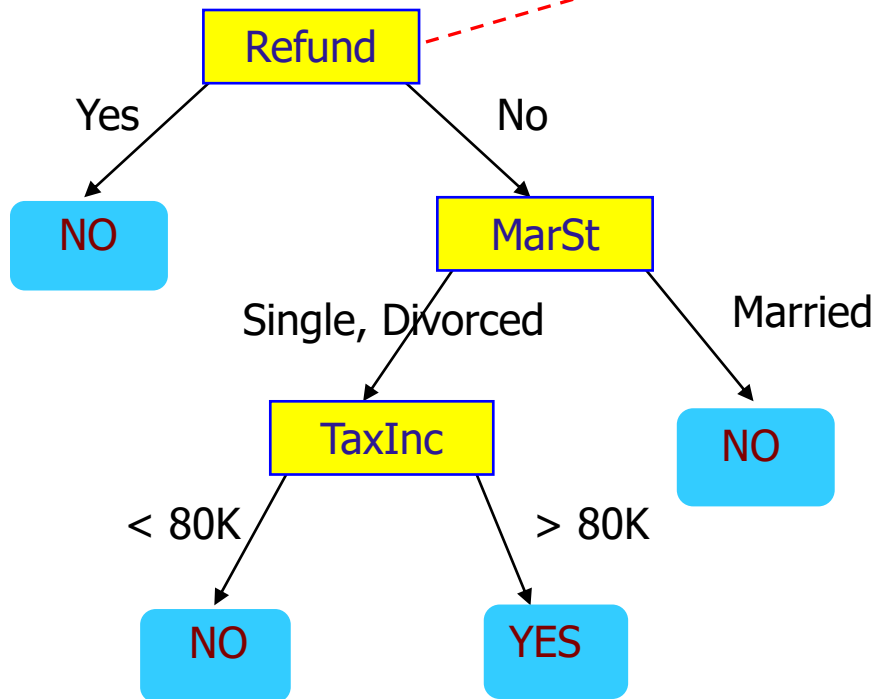 Refund
Yes
No
NO
MarSt
Single, Divorced
Married
TaxInc
NO
< 80K
> 80K
NO
YES